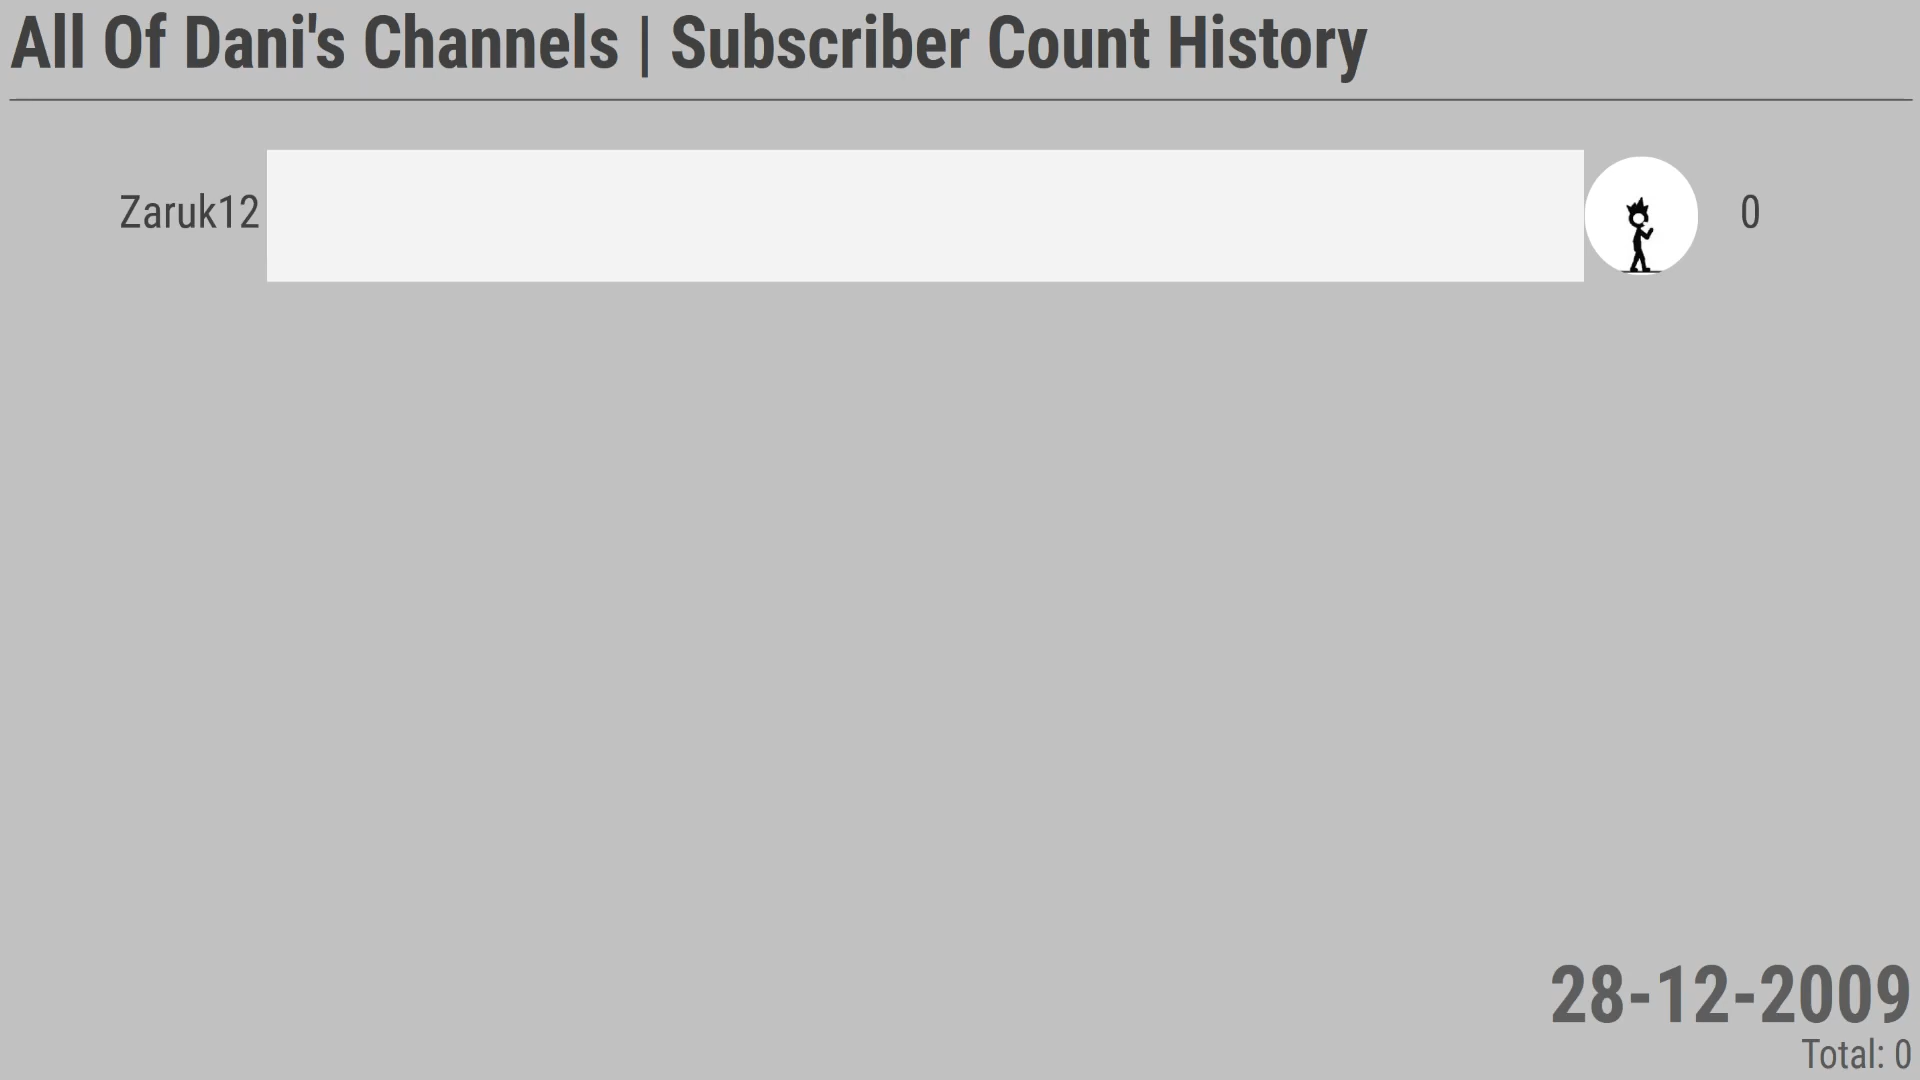 All Of Dani's Channels | Subscriber Count History
Zaruk12 0
28-12-2009
Total: 0